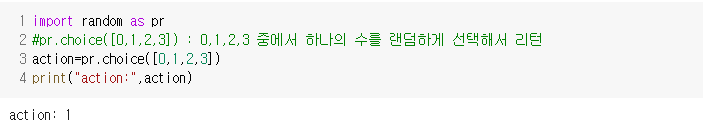 1 import random as pr
2 #pr.choice([0,1,2,3]) : 0,1,2,3 중에서 하나의 수를 랜덤하게 선택해서 리턴
3 action=pr.choice([0,1,2,3])
4 print("action:",action)
action: 1